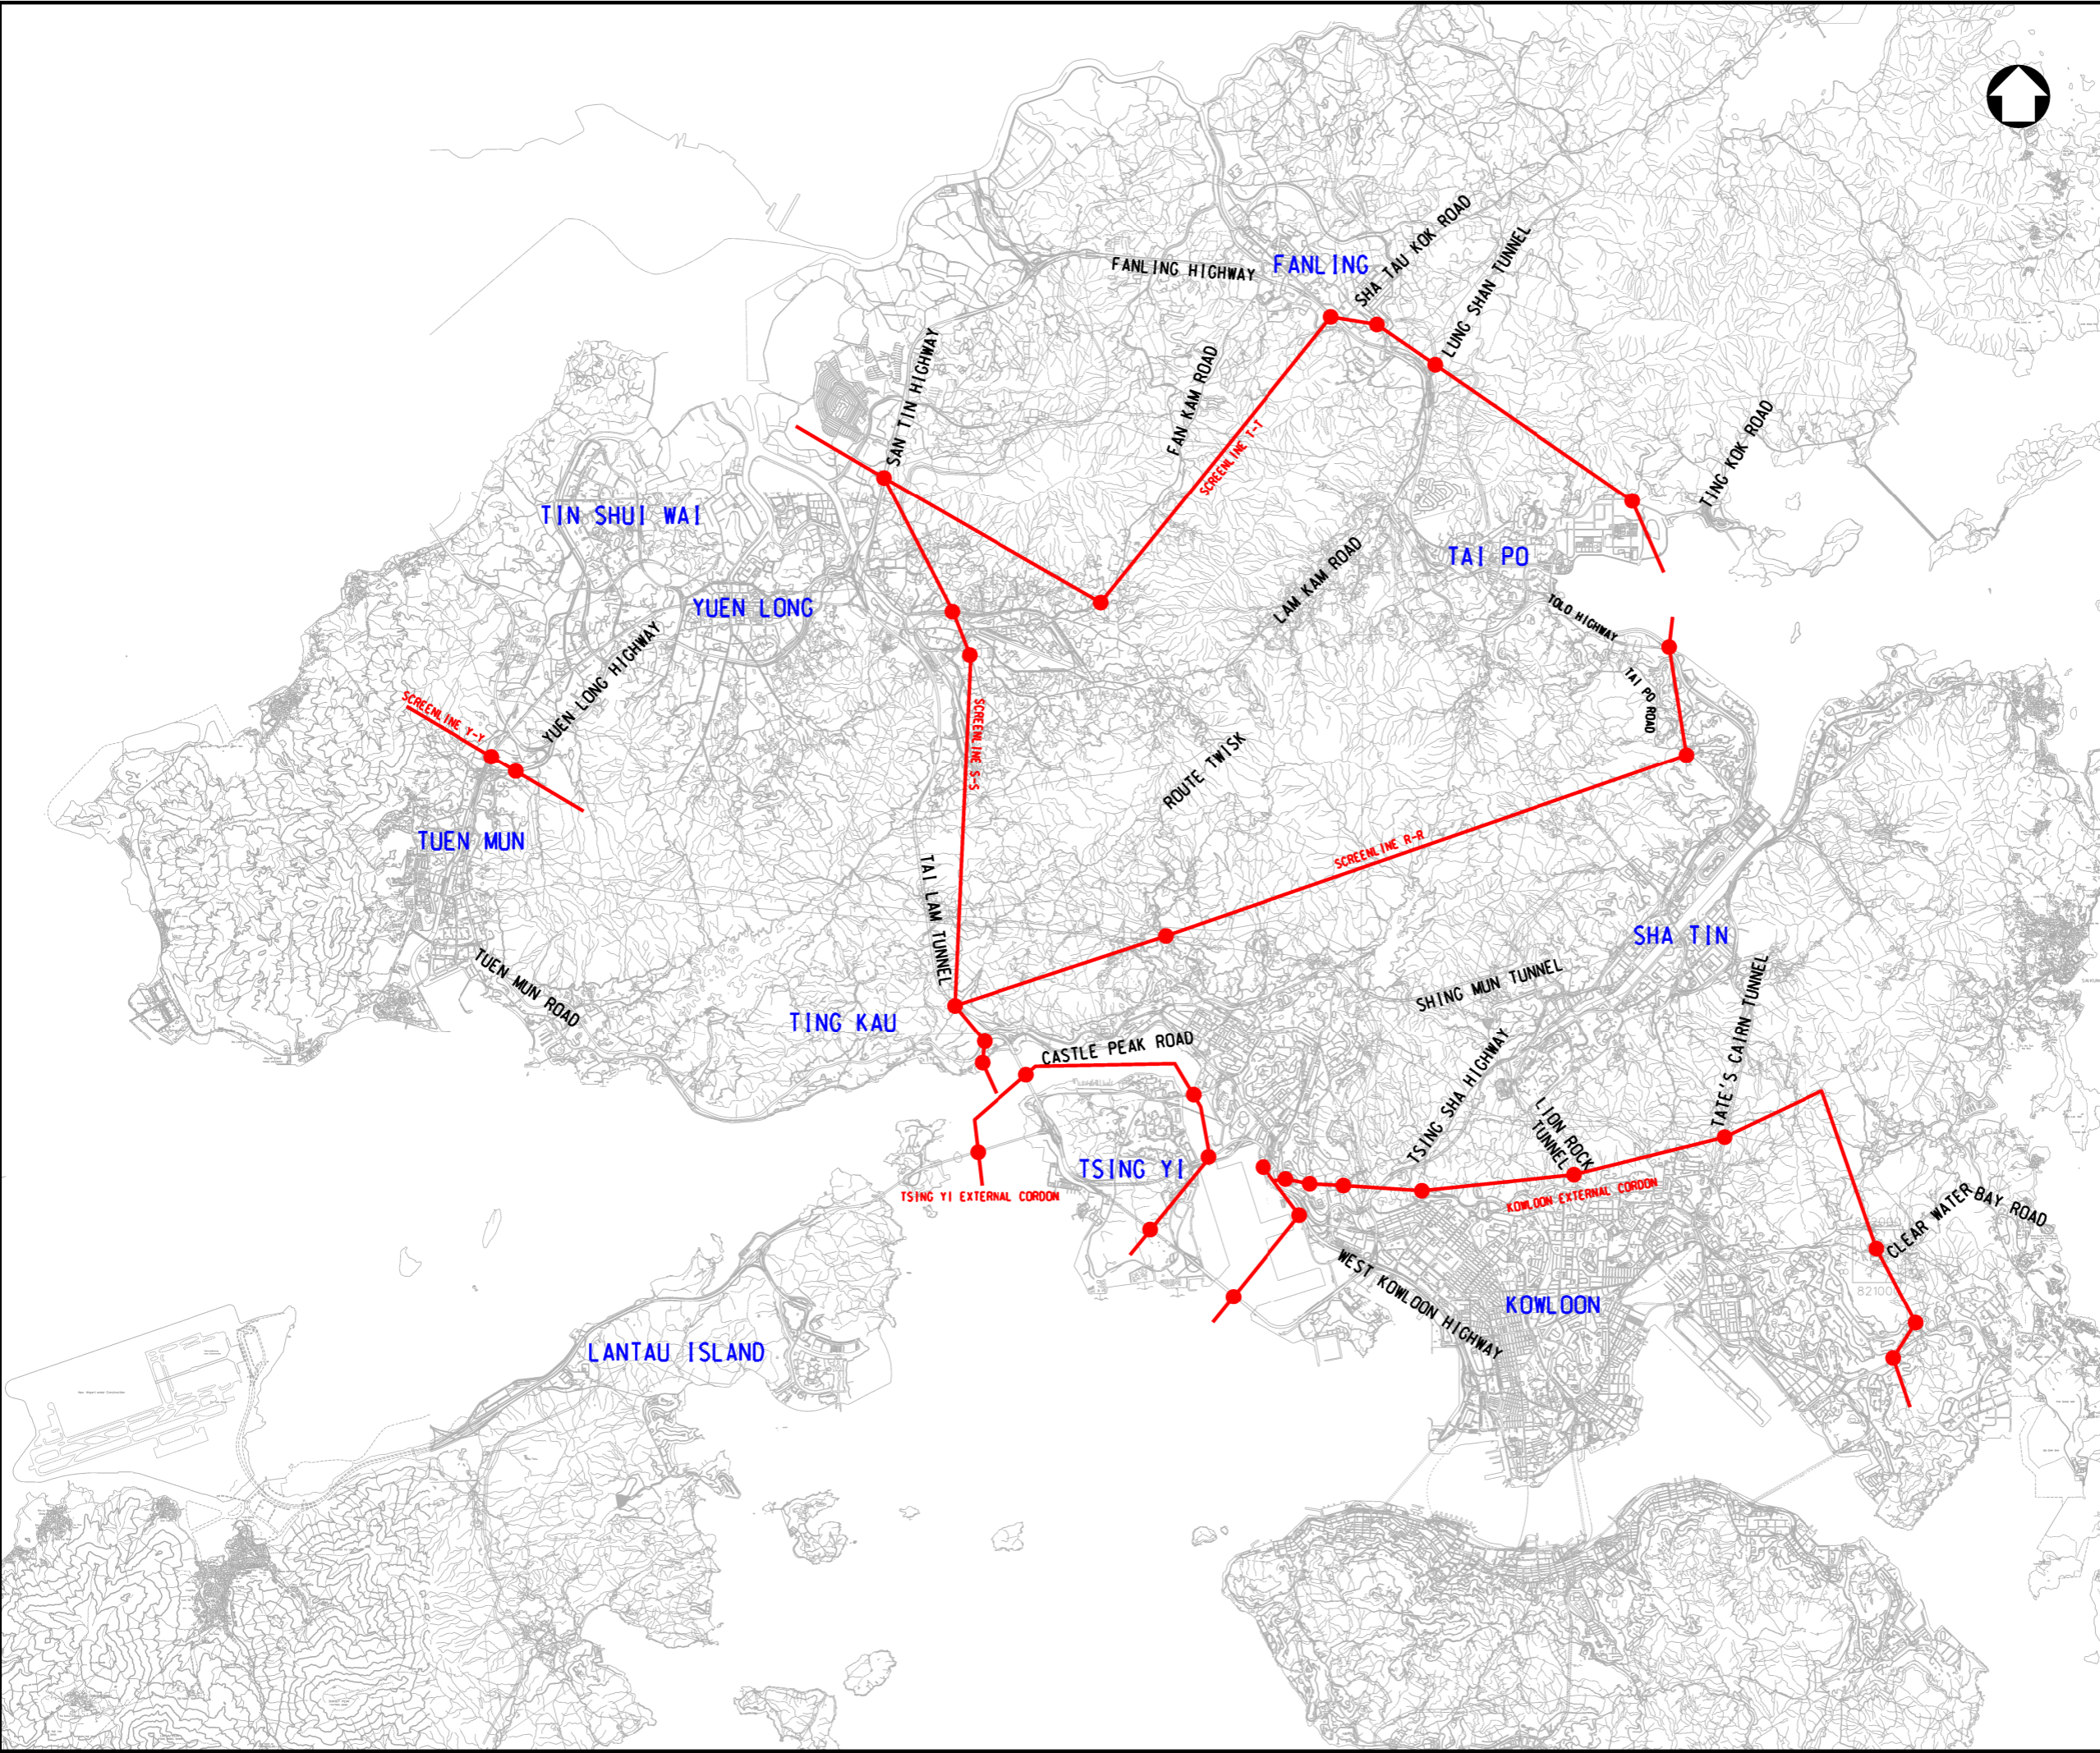 SHA TAU KOK ROAD
LUNG SHAN TUNNEL
FANLING HIGHWAY
FANLING
SAN TIN HIGHWAY
FAN KAM ROAD
SCREENLINE T-T
TING KOK ROAD
TIN SHUI WAI
TAI PO
LAM KAM ROAD
YUEN LONG
TOLO HIGHWAY
YUEN LONG HIGHWAY
TAI PO ROAD
SCREENLINE Y-Y
SCREENLINE S-S
ROUTE TWISK
TUEN MUN
SCREENLINE R-R
TAI LAM TUNNEL
SHA TIN
TUEN MUN ROAD
SHING MUN TUNNEL
TATE'S CAIRN TUNNEL
TING KAU
CASTLE PEAK ROAD
TSING SHA HIGHWAY
LION ROCK
TUNNEL
TSING YI
TSING YI EXTERNAL CORDON
KOWLOON EXTERNAL CORDON
CLEAR WATER BAY ROAD
WEST KOWLOON HIGHWAY
KOWLOON
82100
LANTAU ISLAND